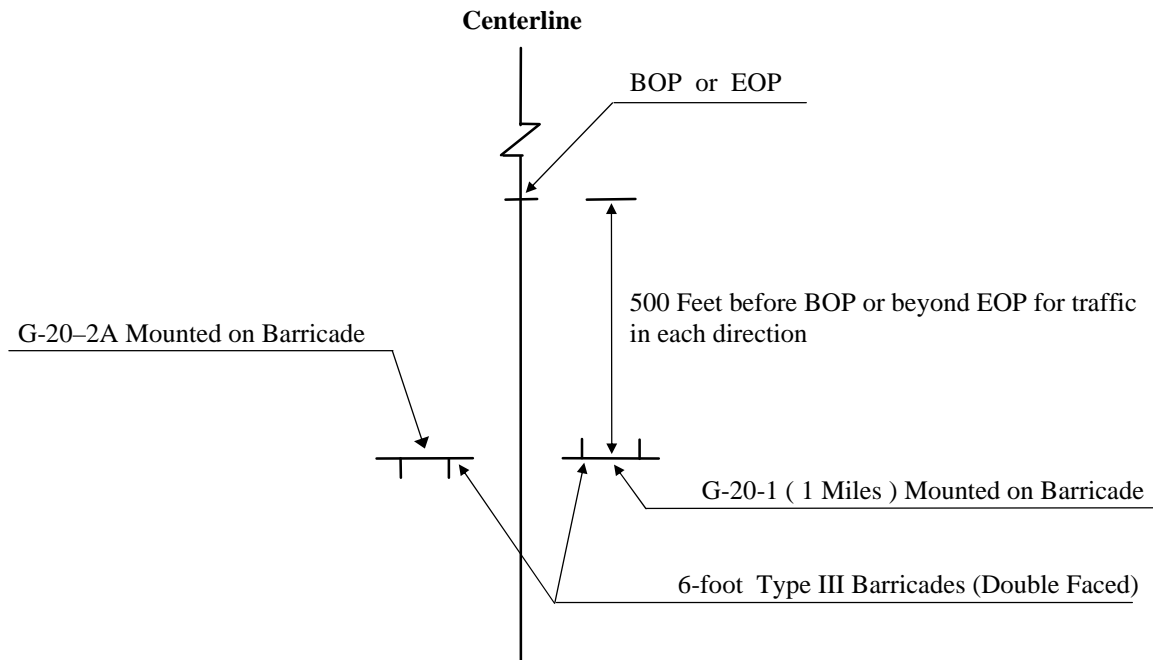 Centerline
BOP or EOP
500 Feet before BOP or beyond EOP for traffic
in each direction
G-20–2A Mounted on Barricade
G-20-1 ( 1 Miles ) Mounted on Barricade
6-foot Type III Barricades (Double Faced)